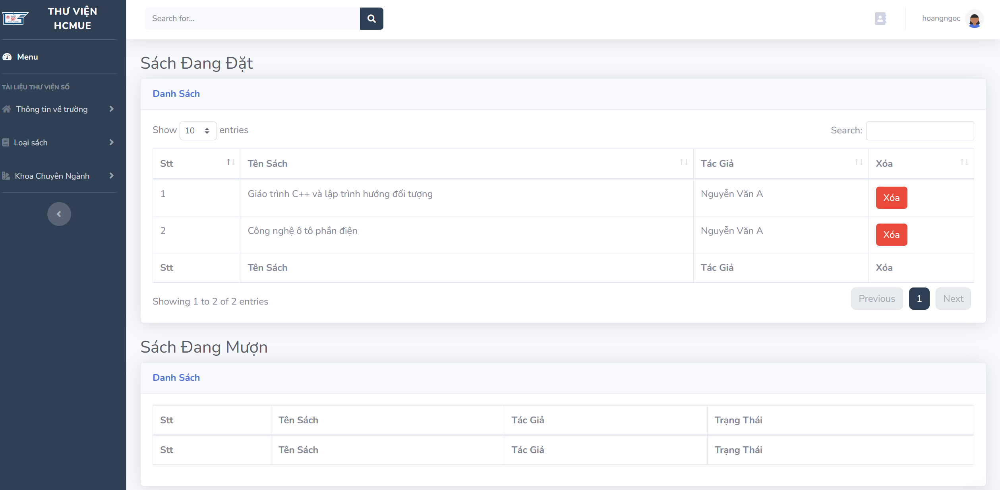 THƯ VIỆN
HCMUE
Search for...
hoangngoc
Menu
TÀI LIỆU THƯ VIỆN SỐ
Thông tin về trường
Loại sách
Khoa Chuyên Ngành
Sách Đang Đặt
Danh Sách
Show 10 entries
Search:
Stt Tên Sách Tác Giả Xóa
1 Giáo trình C++ và lập trình hướng đối tượng Nguyễn Văn A Xóa
2 Công nghệ ô tô phần điện Nguyễn Văn A Xóa
Stt Tên Sách Tác Giả Xóa
Showing 1 to 2 of 2 entries
Previous 1 Next
Sách Đang Mượn
Danh Sách
Stt Tên Sách Tác Giả Trạng Thái
Stt Tên Sách Tác Giả Trạng Thái